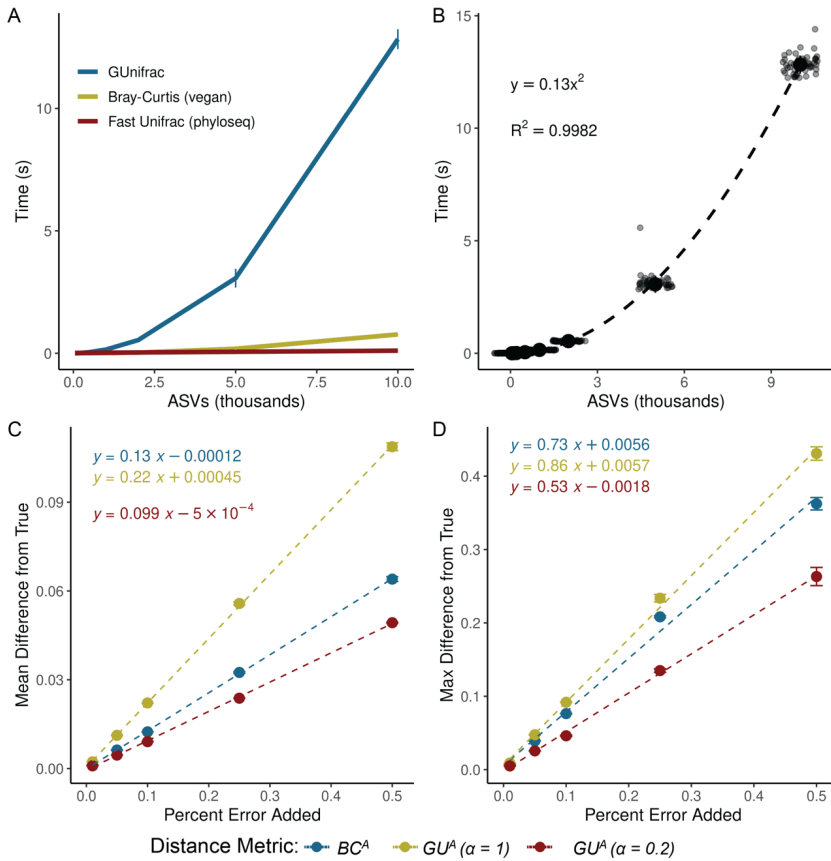 A
Time (s)
10
5
0
GUnifrac
Bray-Curtis (vegan)
Fast Unifrac (phyloseq)
0.0
2.5
5.0
7.5
10.0
ASVs (thousands)
B
Time (s)
15
10
5
0
y = 0.13x²
R² = 0.9982
0
3
6
9
ASVs (thousands)
C
Mean Difference from True
0.09
0.06
0.03
0.00
y = 0.13 x − 0.00012
y = 0.22 x + 0.00045
y = 0.099 x − 5 × 10⁻⁴
0.0
0.1
0.2
0.3
0.4
0.5
Percent Error Added
D
Max Difference from True
0.4
0.3
0.2
0.1
0.0
y = 0.73 x + 0.0056
y = 0.86 x + 0.0057
y = 0.53 x − 0.0018
0.0
0.1
0.2
0.3
0.4
0.5
Percent Error Added
Distance Metric: BCᴬ GUᴬ (α = 1) GUᴬ (α = 0.2)